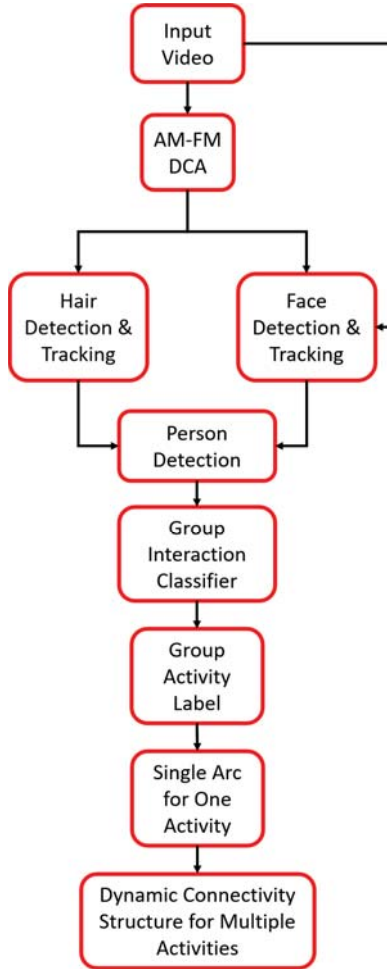 Input
Video
AM-FM
DCA
Hair
Detection &
Tracking
Face
Detection &
Tracking
Person
Detection
Group
Interaction
Classifier
Group
Activity
Label
Single Arc
for One
Activity
Dynamic Connectivity
Structure for Multiple
Activities